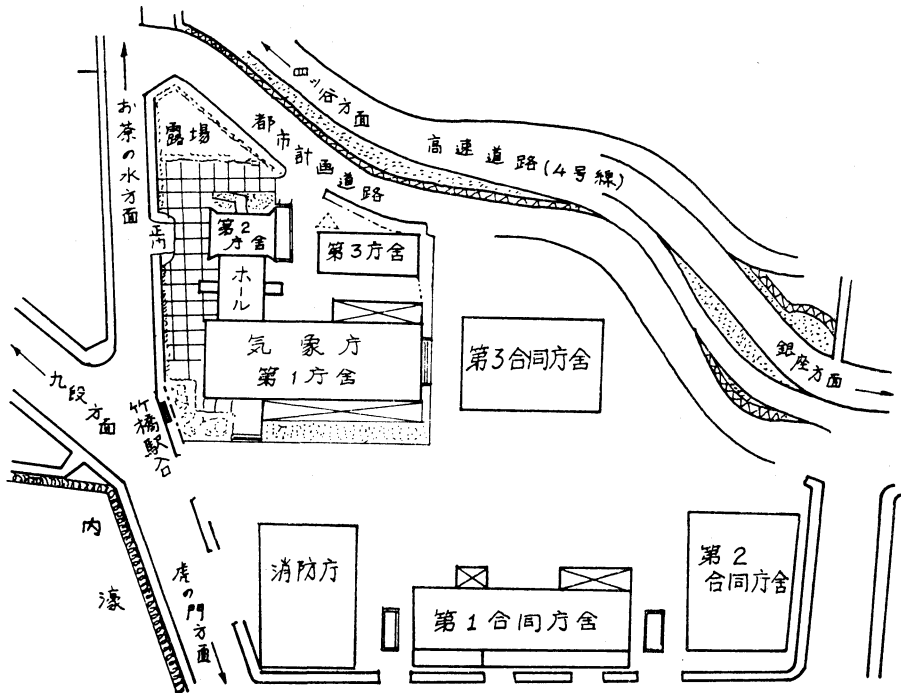 四ツ谷方面
高速道路(4号線)
お茶の水方面
都市計画道路
露場
正門
第2
庁舎
第3庁舎
ホール
気象庁
第1庁舎
第3合同庁舎
銀座方面
九段方面
竹橋駅入口
内濠
虎の門方面
消防庁
第1合同庁舎
第2
合同庁舎